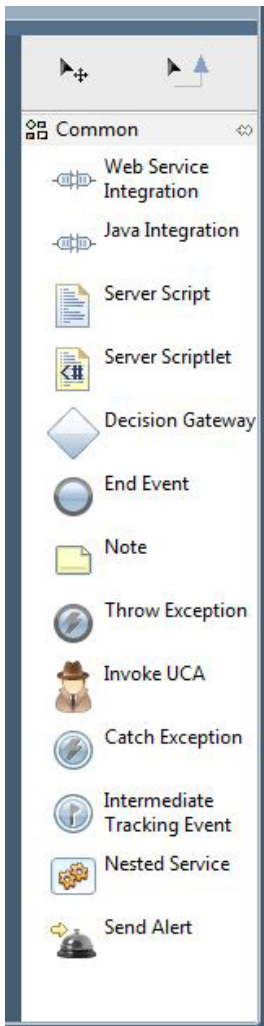 Common
Web Service
Integration
Java Integration
Server Script
Server Scriptlet
<#
Decision Gateway
End Event
Note
Throw Exception
Invoke UCA
Catch Exception
Intermediate
Tracking Event
Nested Service
Send Alert